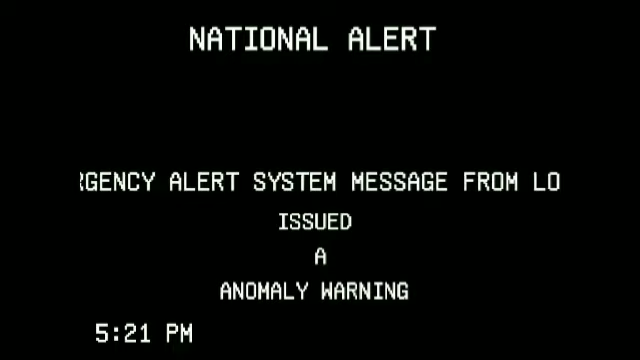 NATIONAL ALERT
RGENCY ALERT SYSTEM MESSAGE FROM LO
ISSUED
A
ANOMALY WARNING
5:21 PM